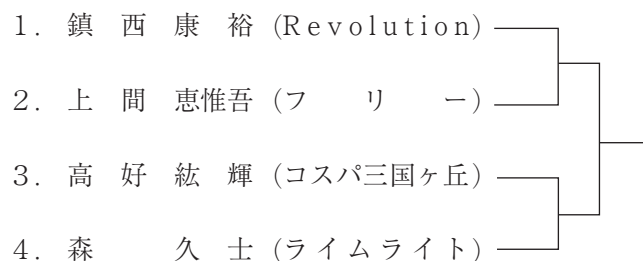 1. 鎮西康裕 (Revolution)
2. 上間恵惟吾 (フリー)
3. 高好紘輝 (コスパ三国ヶ丘)
4. 森久士 (ライムライト)